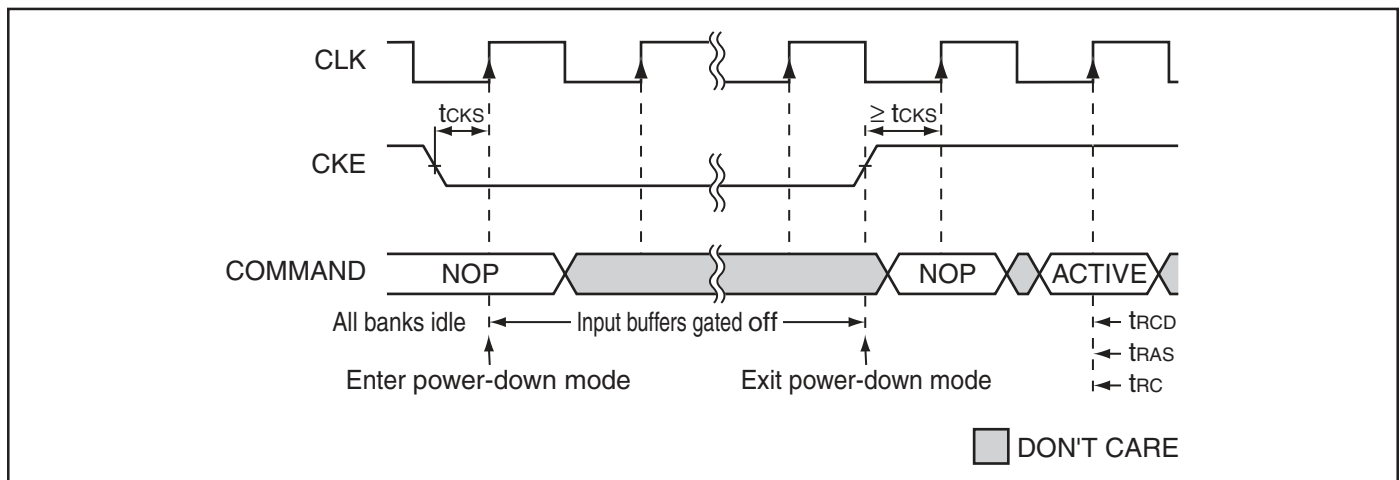 CLK
tCKS
≥ tCKS
CKE
COMMAND
NOP
NOP
ACTIVE
All banks idle
Input buffers gated off
tRCD
tRAS
tRC
Enter power-down mode
Exit power-down mode
DON'T CARE